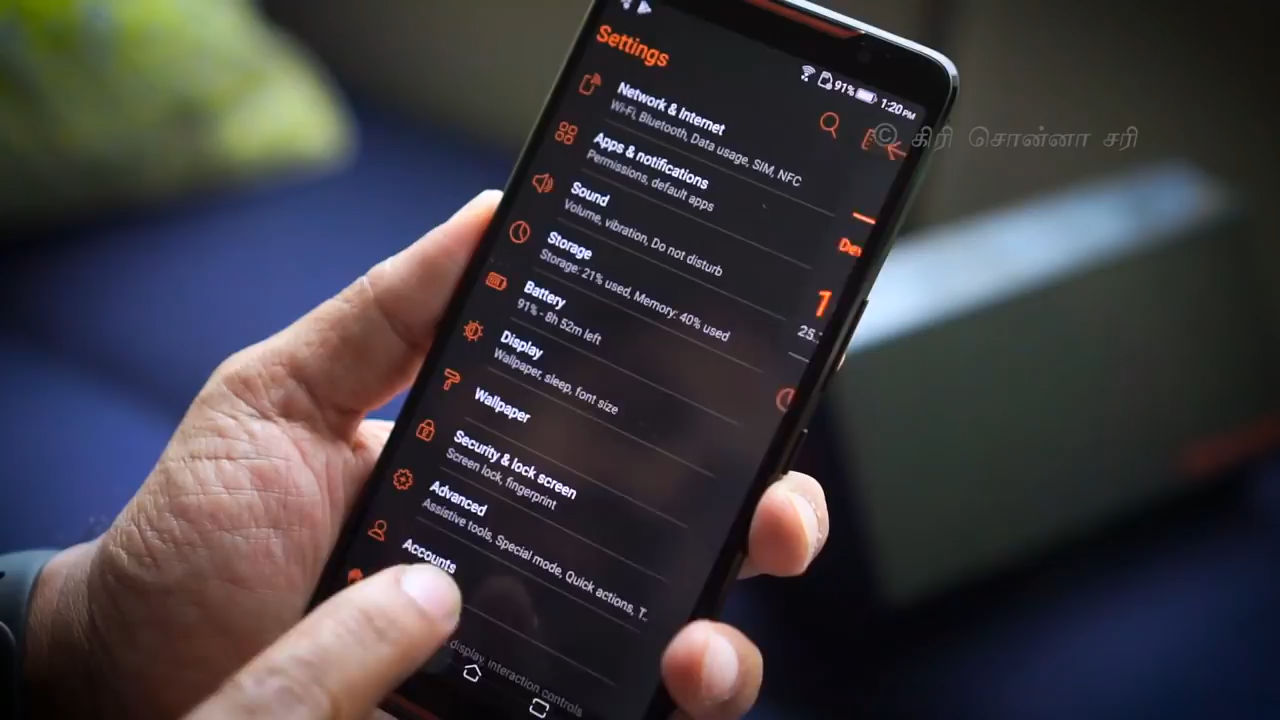 91% 1:20 PM
Settings
© கிரி சொன்னா சரி
Network & Internet
Wi-Fi, Bluetooth, Data usage, SIM, NFC
Apps & notifications
Permissions, default apps
Sound
Volume, vibration, Do not disturb
Storage
Storage: 21% used, Memory: 40% used
Battery
91% - 8h 52m left
Display
Wallpaper, sleep, font size
Wallpaper
Security & lock screen
Screen lock, fingerprint
Advanced
Assistive tools, Special mode, Quick actions, T..
Accounts
display, interaction controls